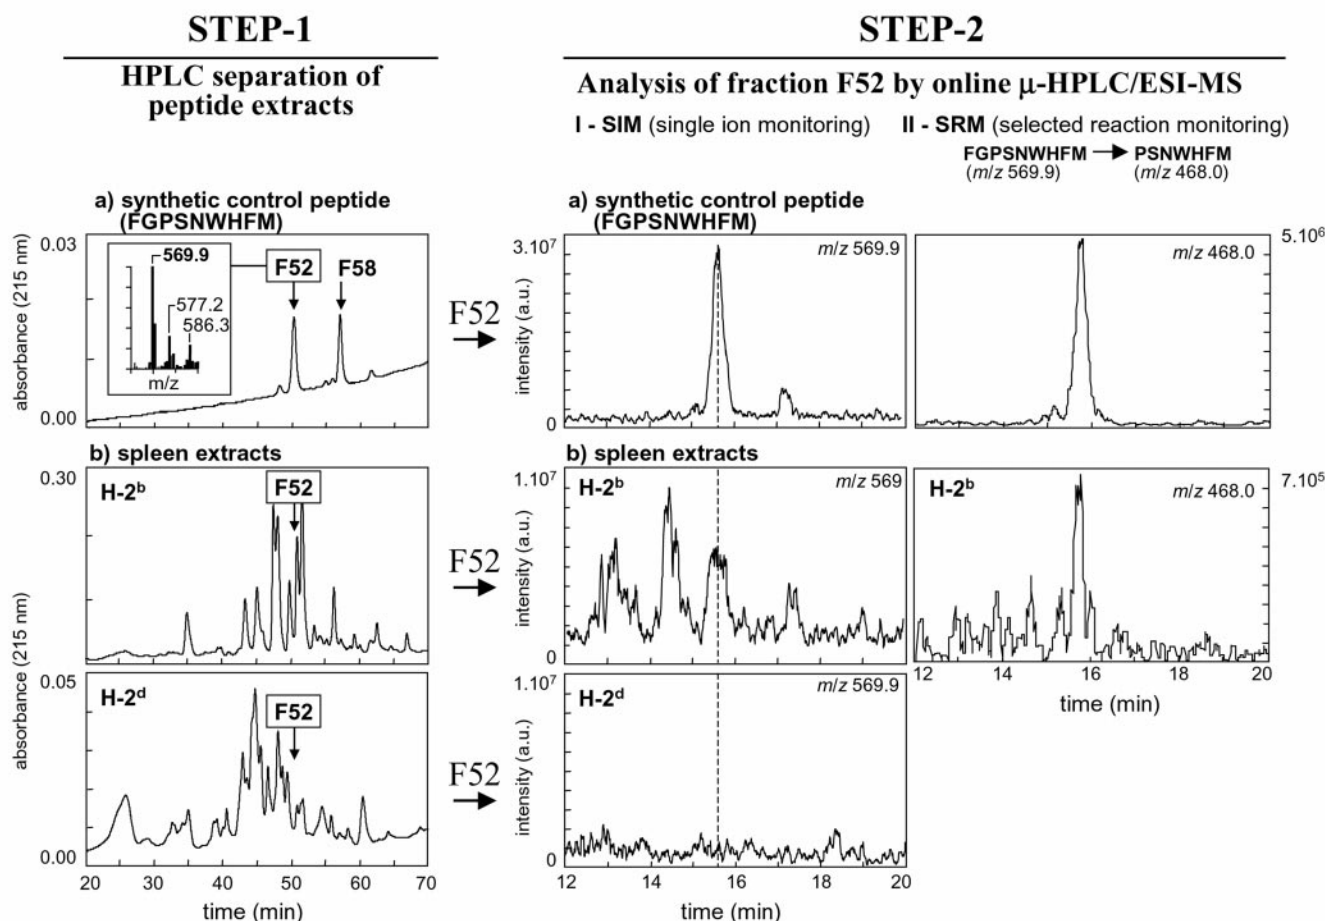 STEP-1
HPLC separation of
peptide extracts
a) synthetic control peptide
(FGPSNWHFM)
absorbance (215 nm)
0.03
0.00
569.9
577.2
586.3
m/z
F52
F58
F52
b) spleen extracts
absorbance (215 nm)
0.30
H-2ᵇ
F52
F52
0.05
0.00
H-2ᵈ
F52
F52
20 30 40 50 60 70
time (min)
STEP-2
Analysis of fraction F52 by online µ-HPLC/ESI-MS
I - SIM (single ion monitoring)
II - SRM (selected reaction monitoring)
FGPSNWHFM → PSNWHFM
(m/z 569.9) (m/z 468.0)
a) synthetic control peptide
(FGPSNWHFM)
intensity (a.u.)
3.10⁷
0
m/z 569.9
m/z 468.0
5.10⁶
b) spleen extracts
intensity (a.u.)
1.10⁷
0
H-2ᵇ
m/z 569
H-2ᵇ
m/z 468.0
7.10⁵
12 14 16 18 20
time (min)
intensity (a.u.)
1.10⁷
0
H-2ᵈ
m/z 569.9
12 14 16 18 20
time (min)